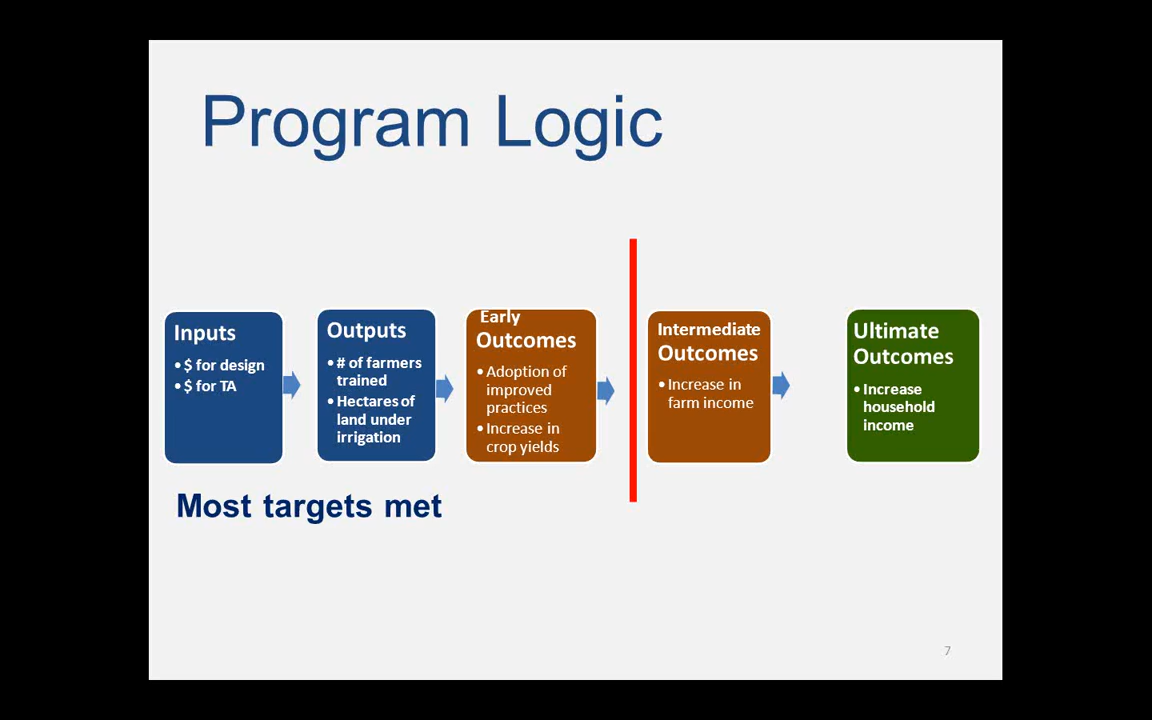 Program Logic
Inputs
• $ for design
• $ for TA
Outputs
• # of farmers
trained
• Hectares of
land under
irrigation
Early
Outcomes
• Adoption of
improved
practices
• Increase in
crop yields
Intermediate
Outcomes
• Increase in
farm income
Ultimate
Outcomes
• Increase
household
income
Most targets met
7